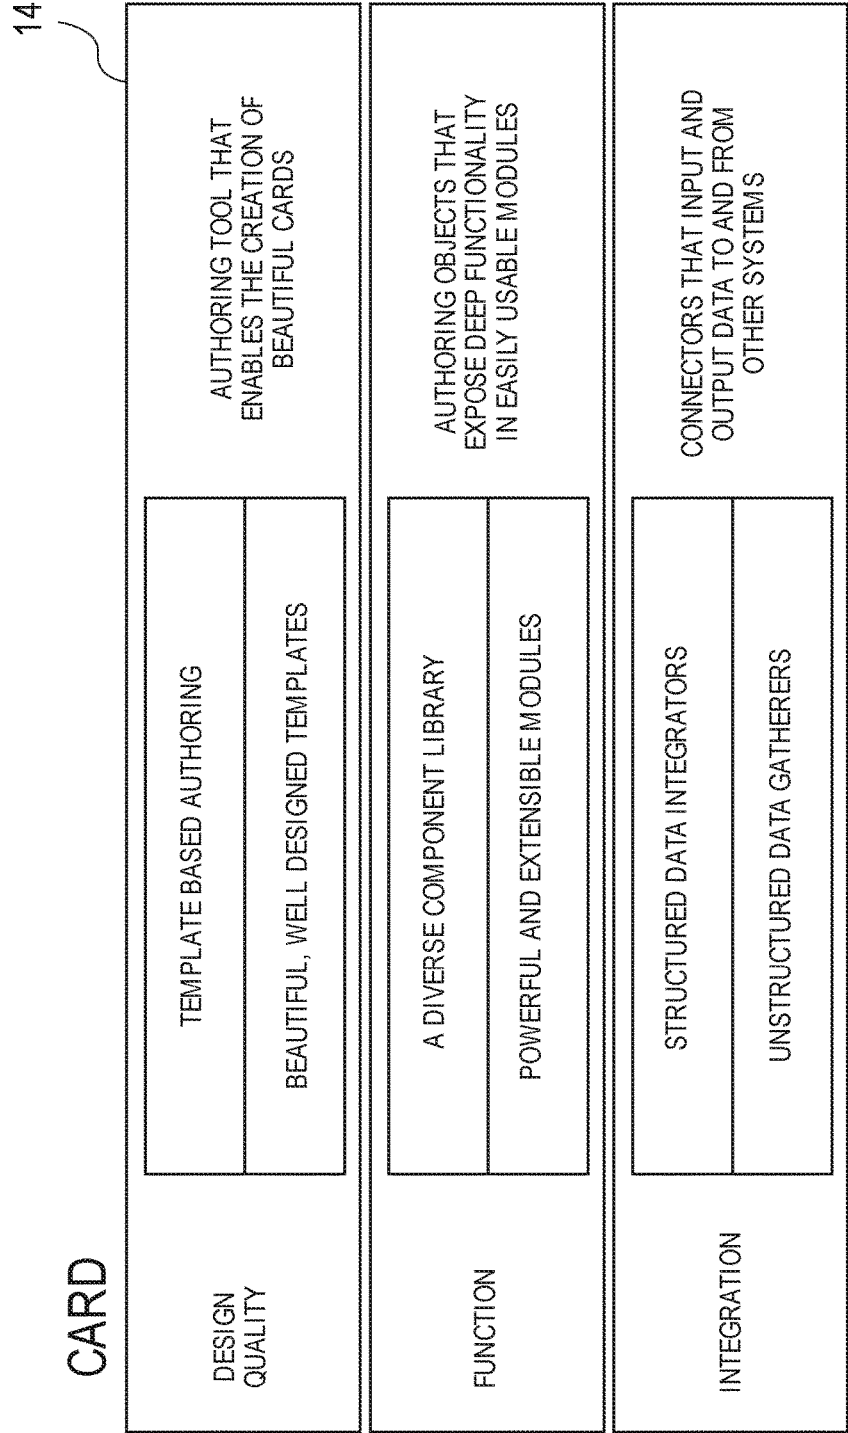 CARD
14
DESIGN
QUALITY
TEMPLATE BASED AUTHORING
BEAUTIFUL, WELL DESIGNED TEMPLATES
AUTHORING TOOL THAT
ENABLES THE CREATION OF
BEAUTIFUL CARDS
FUNCTION
A DIVERSE COMPONENT LIBRARY
POWERFUL AND EXTENSIBLE MODULES
AUTHORING OBJECTS THAT
EXPOSE DEEP FUNCTIONALITY
IN EASILY USABLE MODULES
INTEGRATION
STRUCTURED DATA INTEGRATORS
UNSTRUCTURED DATA GATHERERS
CONNECTORS THAT INPUT AND
OUTPUT DATA TO AND FROM
OTHER SYSTEMS